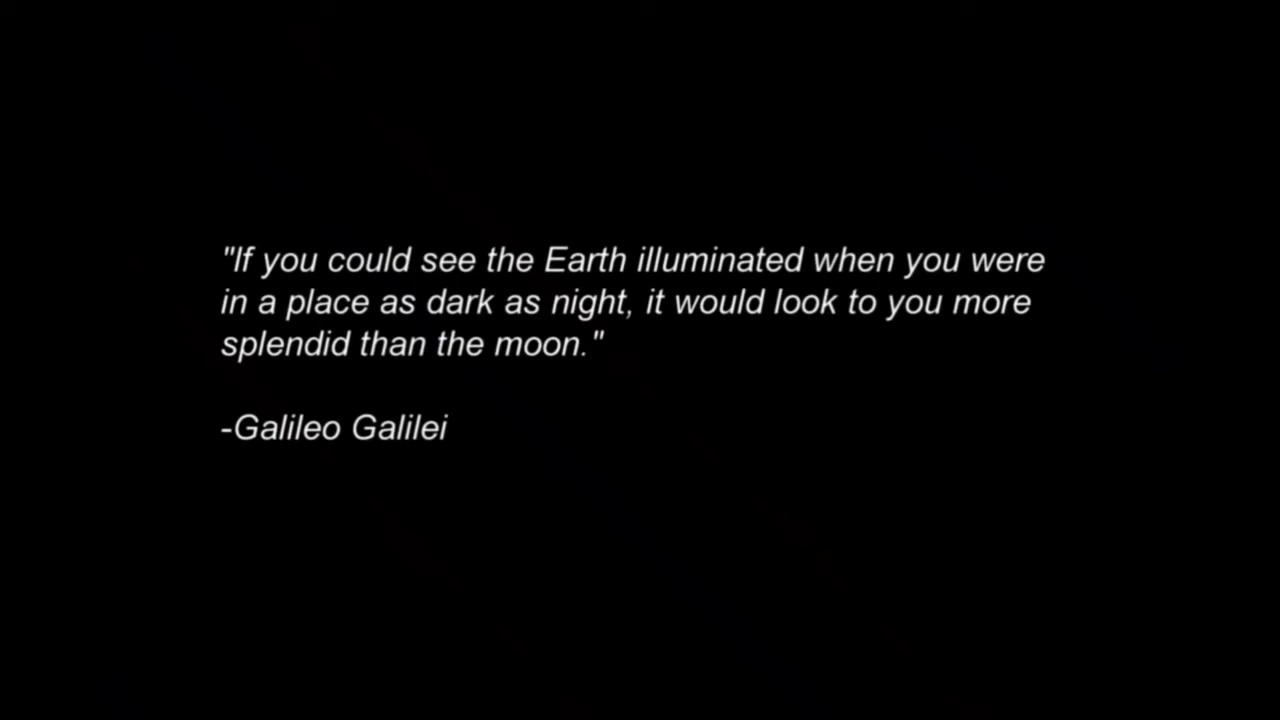 "If you could see the Earth illuminated when you were
in a place as dark as night, it would look to you more
splendid than the moon."
-Galileo Galilei